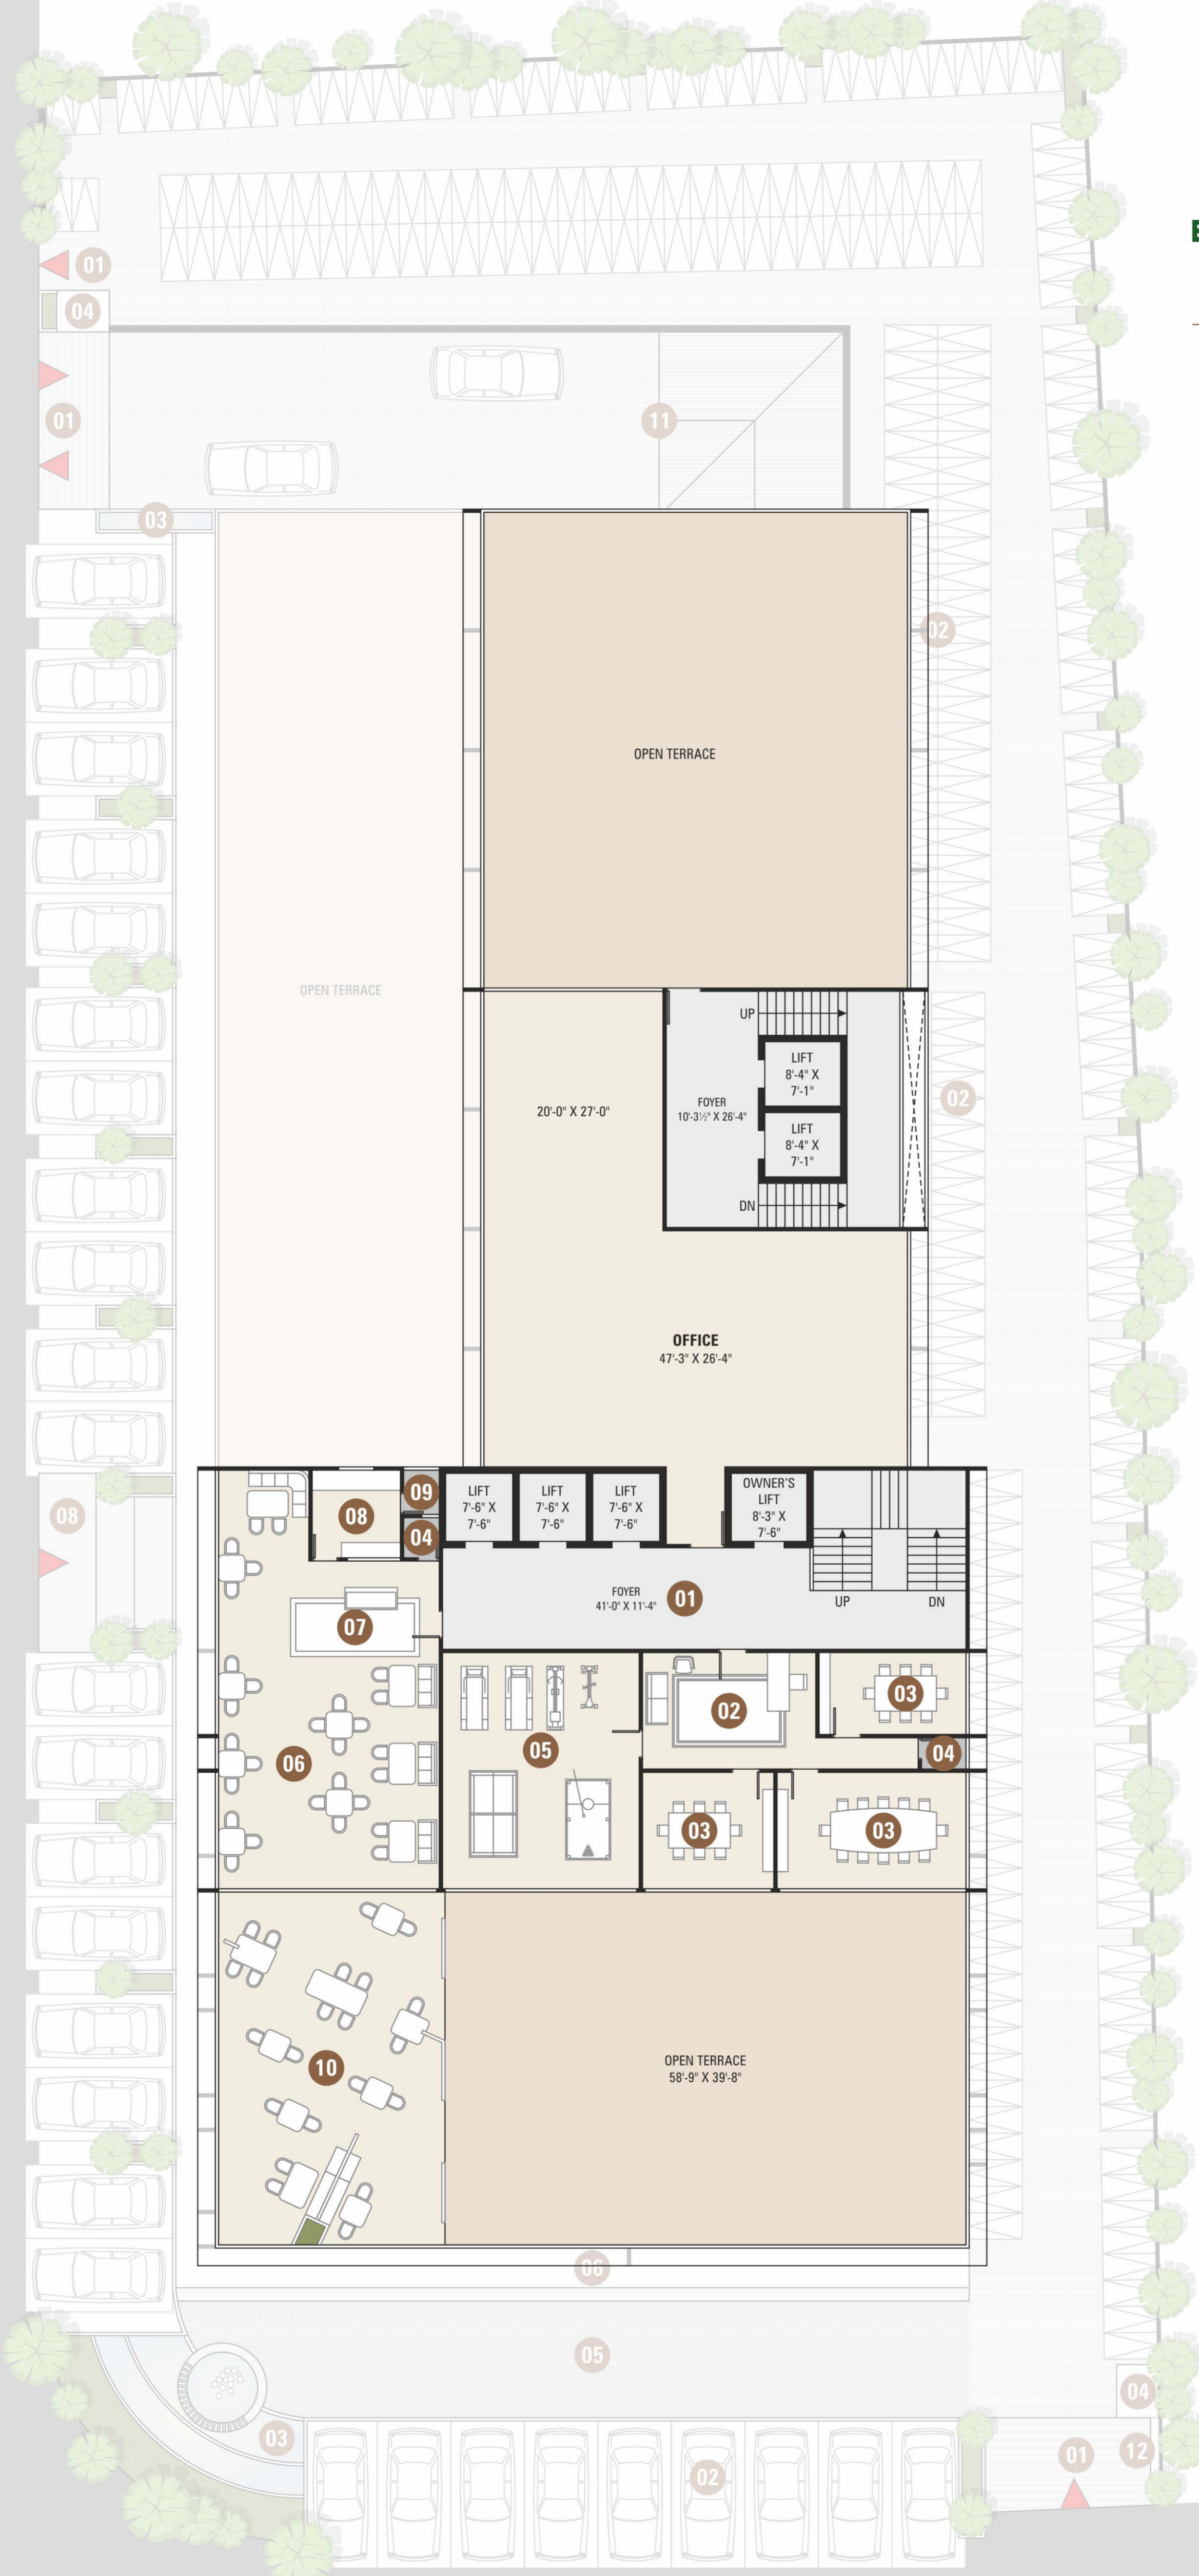 01
04
01
11
03
02
OPEN TERRACE
OPEN TERRACE
UP
LIFT
8'-4" X
7'-1"
FOYER
10'-3½" X 26'-4"
20'-0" X 27'-0"
02
LIFT
8'-4" X
7'-1"
DN
OFFICE
47'-3" X 26'-4"
09
LIFT
7'-6" X
7'-6"
LIFT
7'-6" X
7'-6"
LIFT
7'-6" X
7'-6"
OWNER'S
LIFT
8'-3" X
7'-6"
08
08
04
FOYER
41'-0" X 11'-4"
01
UP
DN
07
03
02
05
04
06
03
03
10
OPEN TERRACE
58'-9" X 39'-8"
06
05
04
03
02
01
12